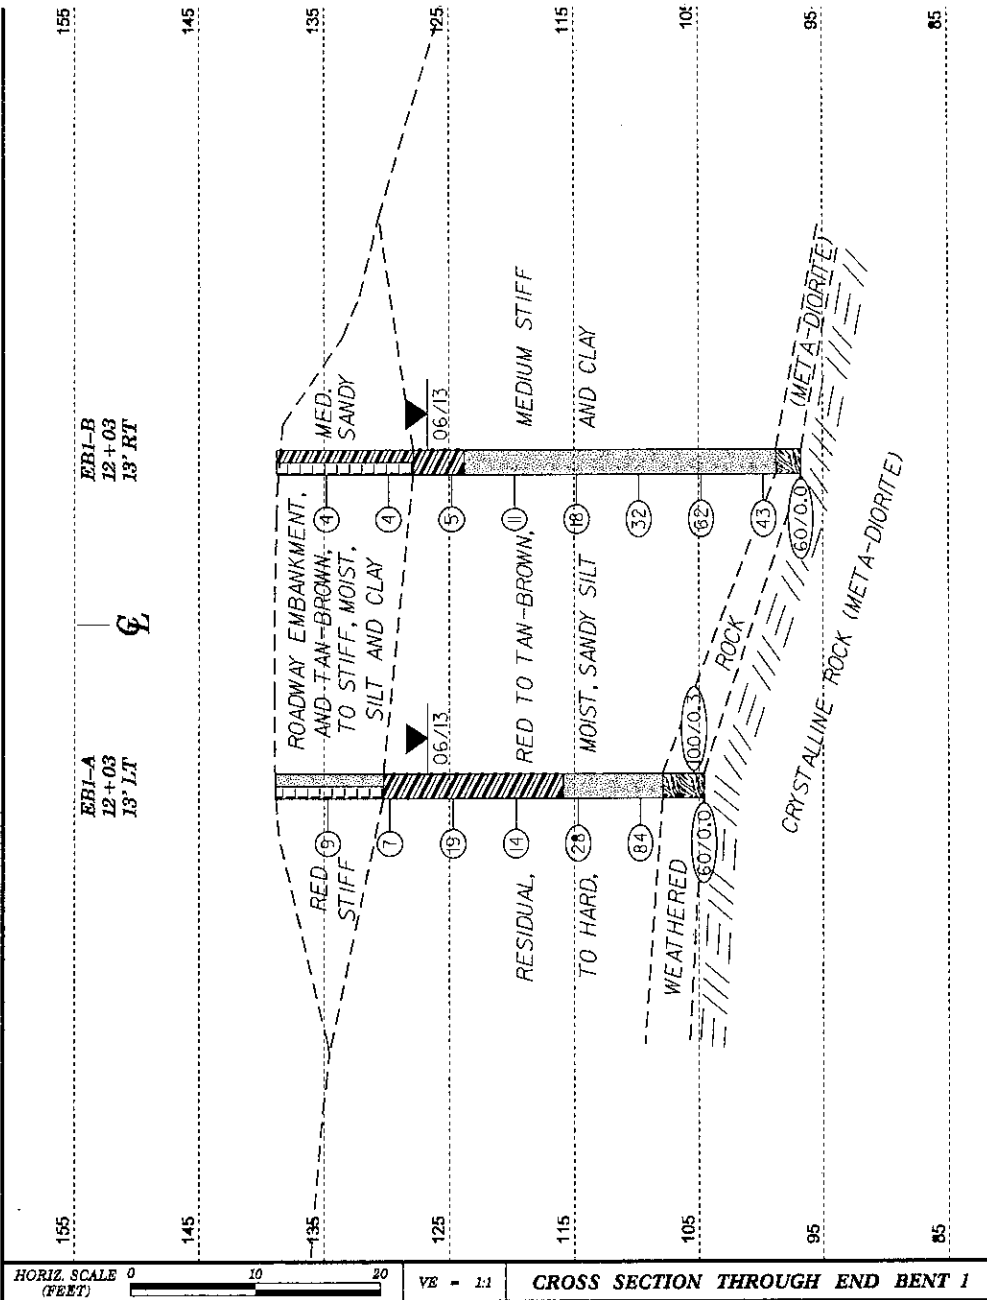 155
145
135
125
115
105
95
85
EB1-A
12+03
13' LT
EB1-B
12+03
13' RT
℄
ROADWAY EMBANKMENT, MED.
RED AND TAN-BROWN, SANDY
STIFF TO STIFF, MOIST,
SILT AND CLAY
9
7
19
14
28
84
100/0.3
60/0.0
06/13
4
4
5
11
18
32
62
43
60/0.0
06/13
RESIDUAL, RED TO TAN-BROWN, MEDIUM STIFF
TO HARD, MOIST, SANDY SILT AND CLAY
WEATHERED ROCK (META-DIORITE)
CRYSTALLINE ROCK (META-DIORITE)
155
145
135
125
115
105
95
85
HORIZ. SCALE 0 10 20
(FEET)
VE = 1:1
CROSS SECTION THROUGH END BENT 1